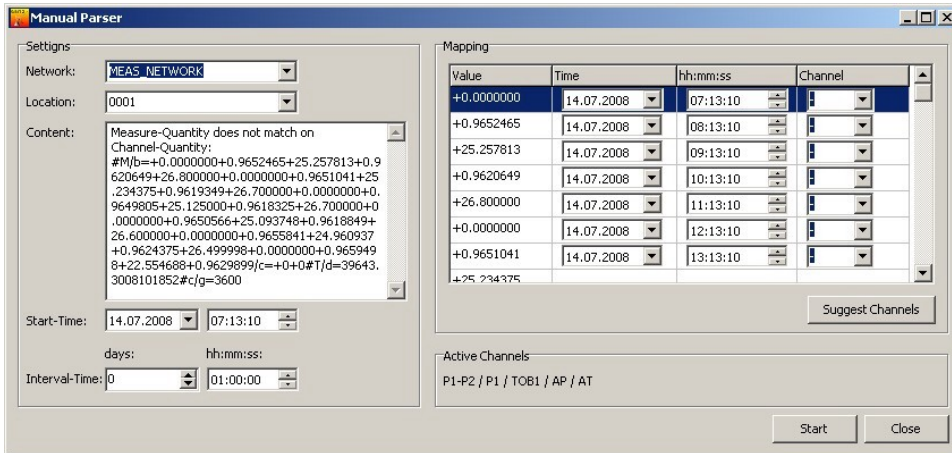 Manual Parser
Settigns
Network: MEAS_NETWORK
Location: 0001
Content: Measure-Quantity does not match on
Channel-Quantity:
#M/b=+0.0000000+0.9652465+25.257813+0.9
620649+26.800000+0.0000000+0.9651041+25
.234375+0.9619349+26.700000+0.0000000+0.
9649805+25.125000+0.9618325+26.700000+0
.0000000+0.9650566+25.093748+0.9618849+
26.600000+0.0000000+0.9655841+24.960937
+0.9624375+26.499998+0.0000000+0.965949
8+22.554688+0.9629899/c=+0+0#T/d=39643.
3008101852#c/g=3600
Start-Time: 14.07.2008 07:13:10
days: hh:mm:ss:
Interval-Time: 0 01:00:00
Mapping
Value Time hh:mm:ss Channel
+0.0000000 14.07.2008 07:13:10 -
+0.9652465 14.07.2008 08:13:10 -
+25.257813 14.07.2008 09:13:10 -
+0.9620649 14.07.2008 10:13:10 -
+26.800000 14.07.2008 11:13:10 -
+0.0000000 14.07.2008 12:13:10 -
+0.9651041 14.07.2008 13:13:10 -
+25.234375
Suggest Channels
Active Channels
P1-P2 / P1 / TOB1 / AP / AT
Start Close